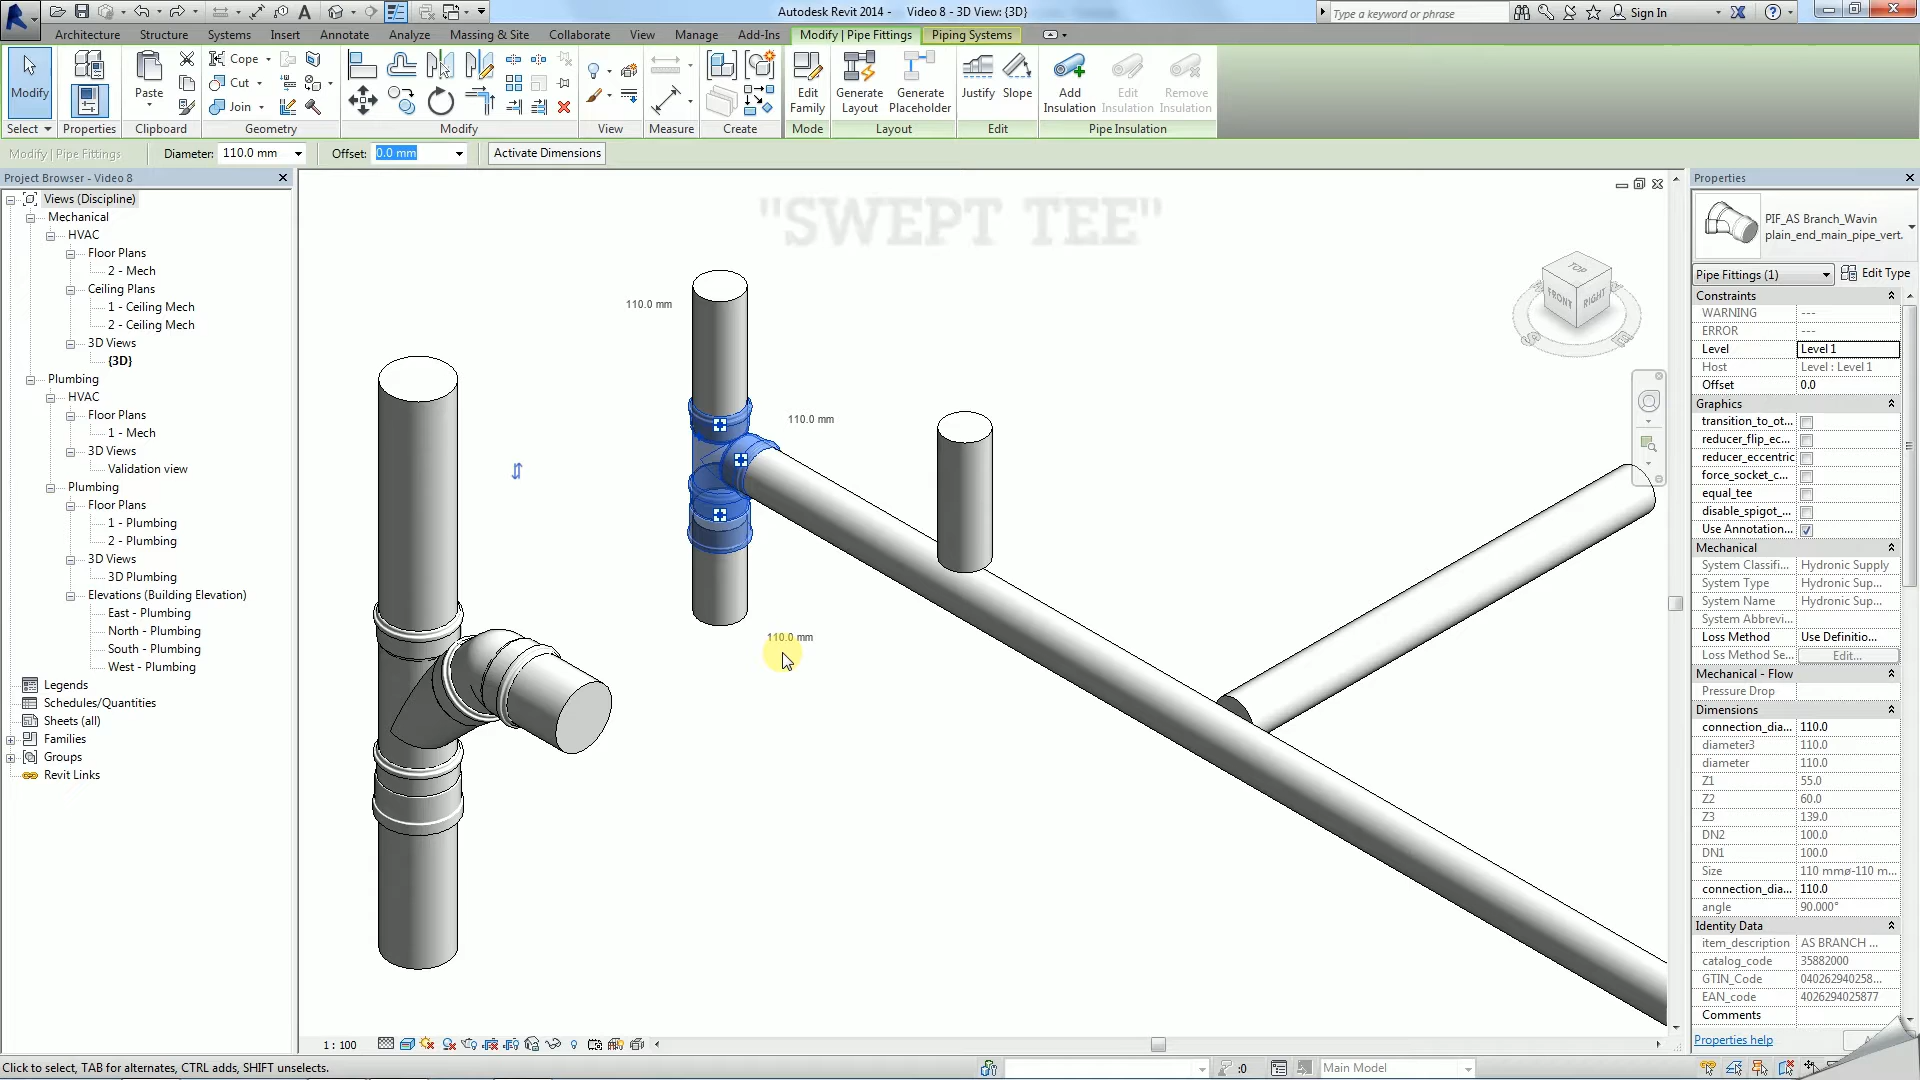 Autodesk Revit 2014 -    Video 8 - 3D View: {3D}
Type a keyword or phrase
Sign In
Architecture
Structure
Systems
Insert
Annotate
Analyze
Massing & Site
Collaborate
View
Manage
Add-Ins
Modify | Pipe Fittings
Piping Systems
Modify
Paste
Cope
Cut
Join
Edit Family
Generate Layout
Generate Placeholder
Justify
Slope
Add Insulation
Edit Insulation
Remove Insulation
Select
Properties
Clipboard
Geometry
Modify
View
Measure
Create
Mode
Layout
Edit
Pipe Insulation
Modify | Pipe Fittings
Diameter: 110.0 mm
Offset: 0.0 mm
Activate Dimensions
Project Browser - Video 8
Views (Discipline)
Mechanical
HVAC
Floor Plans
2 - Mech
Ceiling Plans
1 - Ceiling Mech
2 - Ceiling Mech
3D Views
{3D}
Plumbing
HVAC
Floor Plans
1 - Mech
3D Views
Validation view
Plumbing
Floor Plans
1 - Plumbing
2 - Plumbing
3D Views
3D Plumbing
Elevations (Building Elevation)
East - Plumbing
North - Plumbing
South - Plumbing
West - Plumbing
Legends
Schedules/Quantities
Sheets (all)
Families
Groups
Revit Links
"SWEPT TEE"
110.0 mm
110.0 mm
110.0 mm
TOP
FRONT
RIGHT
1 : 100
Properties
PIF_AS Branch_Wavin
plain_end_main_pipe_vert.
Pipe Fittings (1)
Edit Type
Constraints
WARNING ---
ERROR ---
Level Level 1
Host Level : Level 1
Offset 0.0
Graphics
transition_to_ot...
reducer_flip_ec...
reducer_eccentric
force_socket_c...
equal_tee
disable_spigot_...
Use Annotation...
Mechanical
System Classifi... Hydronic Supply
System Type Hydronic Sup...
System Name Hydronic Sup...
System Abbrevi...
Loss Method Use Definitio...
Loss Method Se... Edit...
Mechanical - Flow
Pressure Drop
Dimensions
connection_dia... 110.0
diameter3 110.0
diameter 110.0
Z1 55.0
Z2 60.0
Z3 139.0
DN2 100.0
DN1 100.0
Size 110 mmø-110 m...
connection_dia... 110.0
angle 90.000°
Identity Data
item_description AS BRANCH ...
catalog_code 35882000
GTIN_Code 040262940258...
EAN_code 4026294025877
Comments
Properties help
Click to select, TAB for alternates, CTRL adds, SHIFT unselects.
:0
Main Model